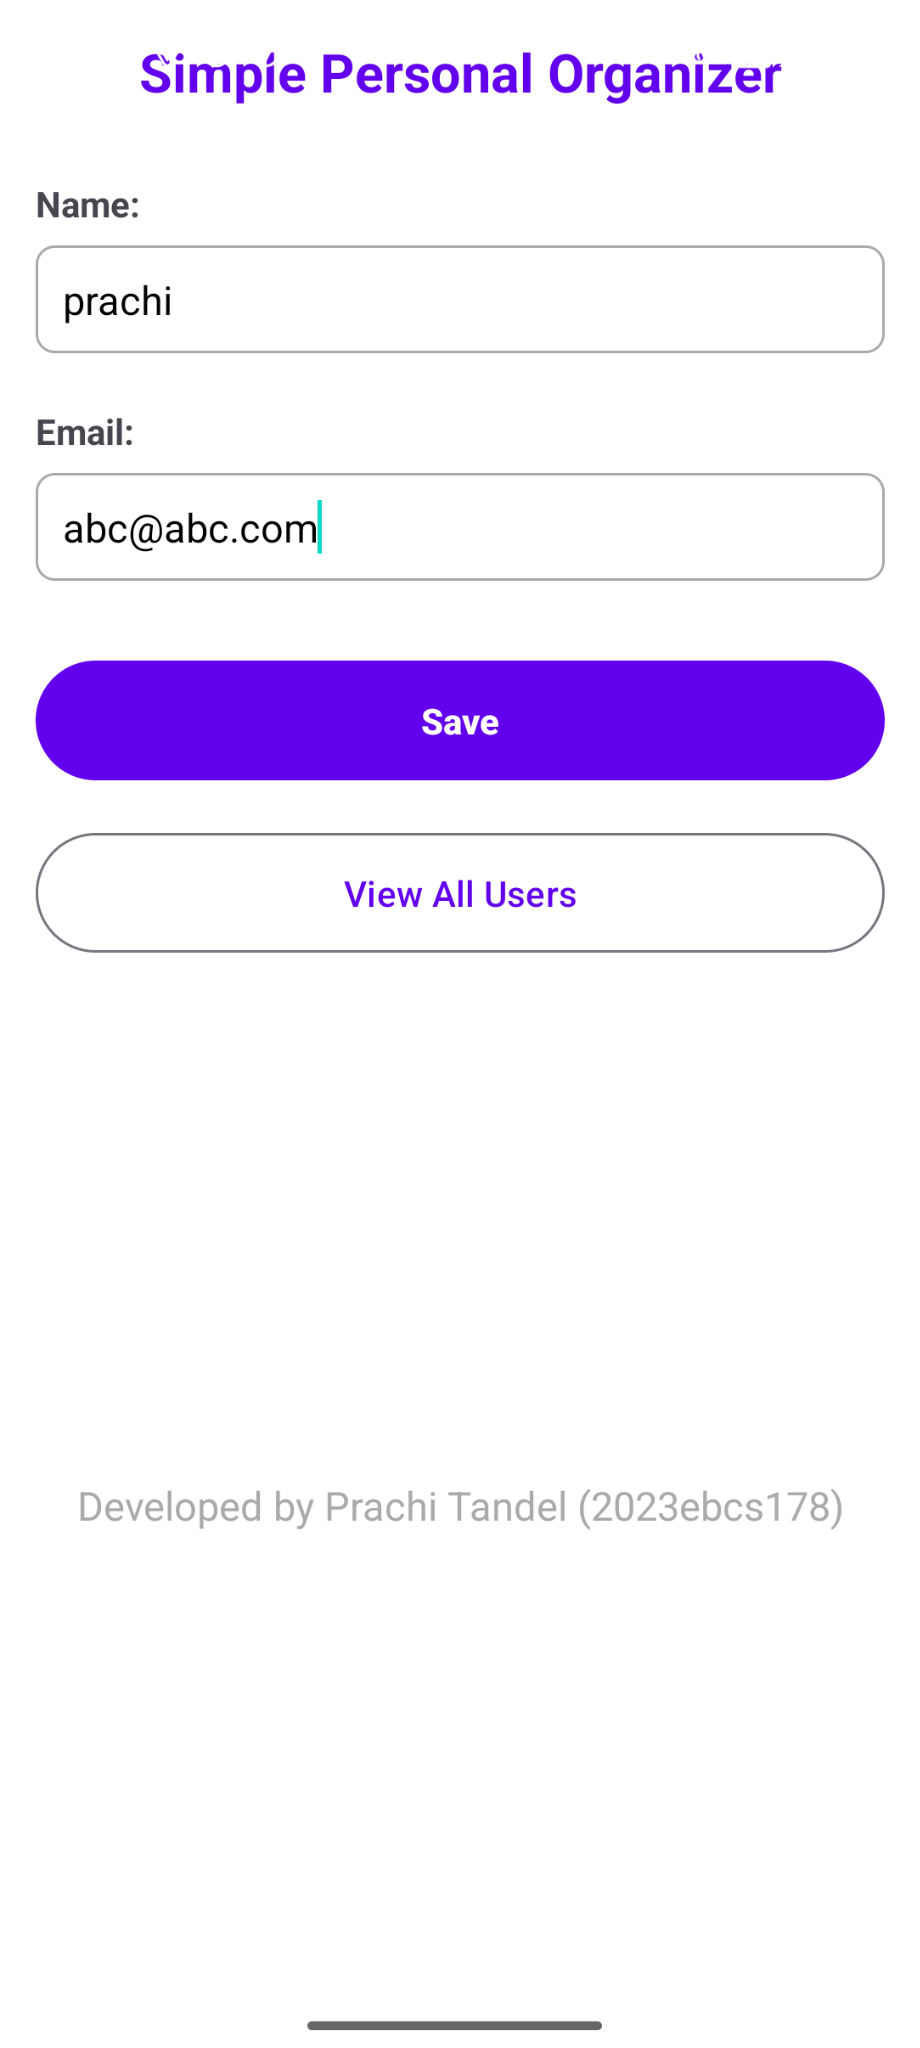 Simple Personal Organizer
Name:
prachi
Email:
abc@abc.com
Save
View All Users
Developed by Prachi Tandel (2023ebcs178)